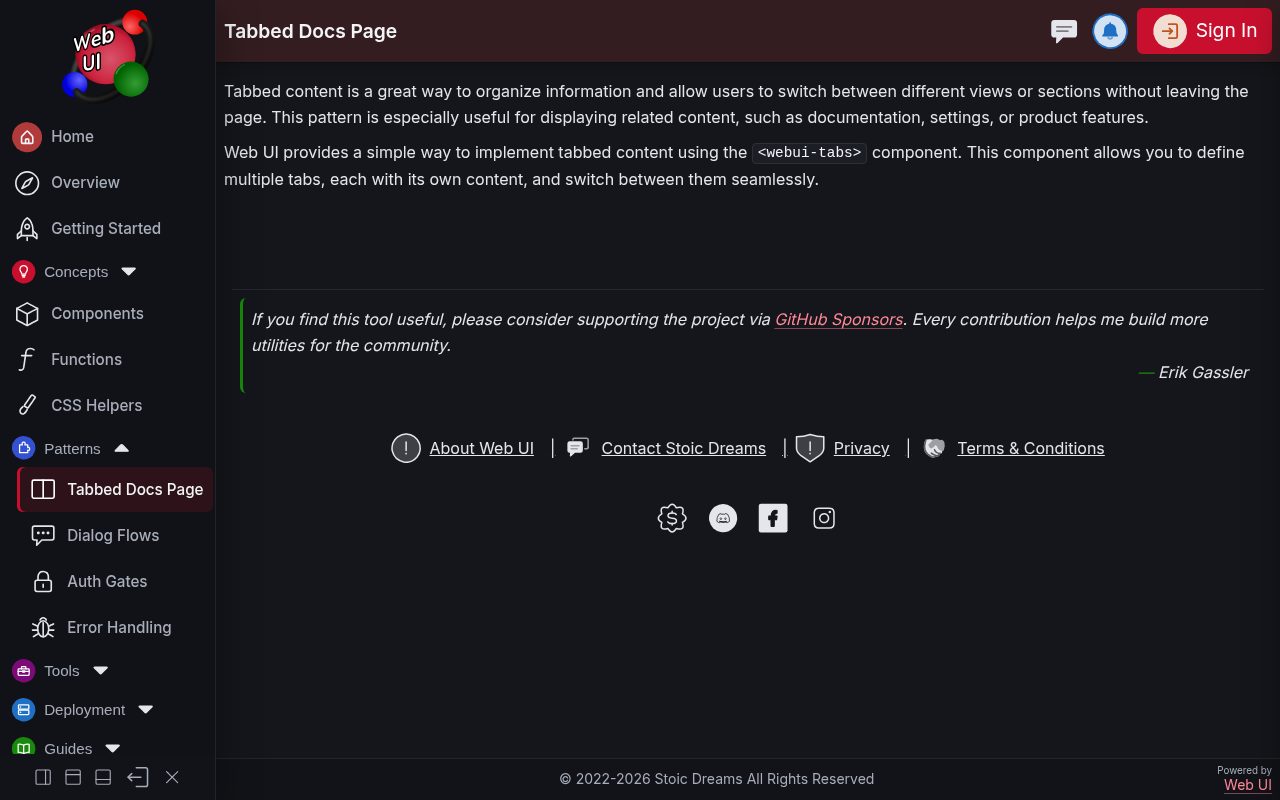 Web
UI
Home
Overview
Getting Started
Concepts
Components
Functions
CSS Helpers
Patterns
Tabbed Docs Page
Dialog Flows
Auth Gates
Error Handling
Tools
Deployment
Guides
Tabbed Docs Page
Sign In
Tabbed content is a great way to organize information and allow users to switch between different views or sections without leaving the
page. This pattern is especially useful for displaying related content, such as documentation, settings, or product features.
Web UI provides a simple way to implement tabbed content using the <webui-tabs> component. This component allows you to define
multiple tabs, each with its own content, and switch between them seamlessly.
If you find this tool useful, please consider supporting the project via GitHub Sponsors. Every contribution helps me build more
utilities for the community.
— Erik Gassler
About Web UI | Contact Stoic Dreams | Privacy | Terms & Conditions
© 2022-2026 Stoic Dreams All Rights Reserved
Powered by
Web UI